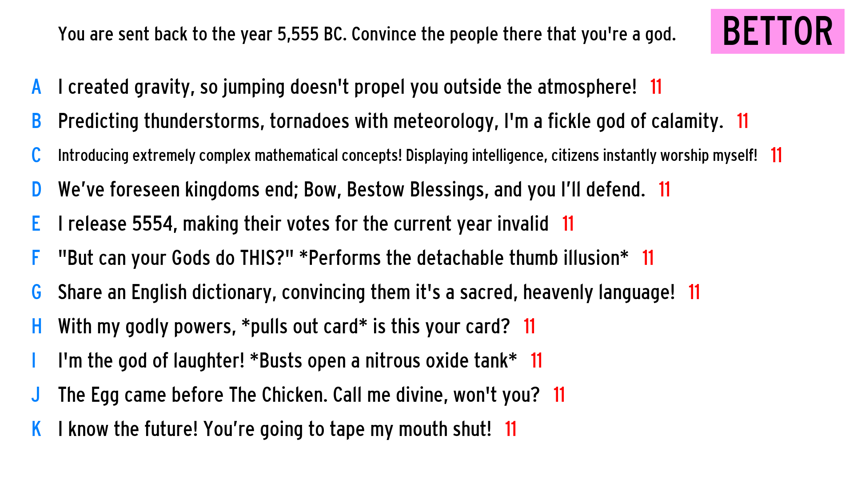 You are sent back to the year 5,555 BC. Convince the people there that you're a god.
BETTOR
A I created gravity, so jumping doesn't propel you outside the atmosphere! 11
B Predicting thunderstorms, tornadoes with meteorology, I'm a fickle god of calamity. 11
C Introducing extremely complex mathematical concepts! Displaying intelligence, citizens instantly worship myself! 11
D We’ve foreseen kingdoms end; Bow, Bestow Blessings, and you I’ll defend. 11
E I release 5554, making their votes for the current year invalid 11
F "But can your Gods do THIS?" *Performs the detachable thumb illusion* 11
G Share an English dictionary, convincing them it's a sacred, heavenly language! 11
H With my godly powers, *pulls out card* is this your card? 11
I I'm the god of laughter! *Busts open a nitrous oxide tank* 11
J The Egg came before The Chicken. Call me divine, won't you? 11
K I know the future! You’re going to tape my mouth shut! 11